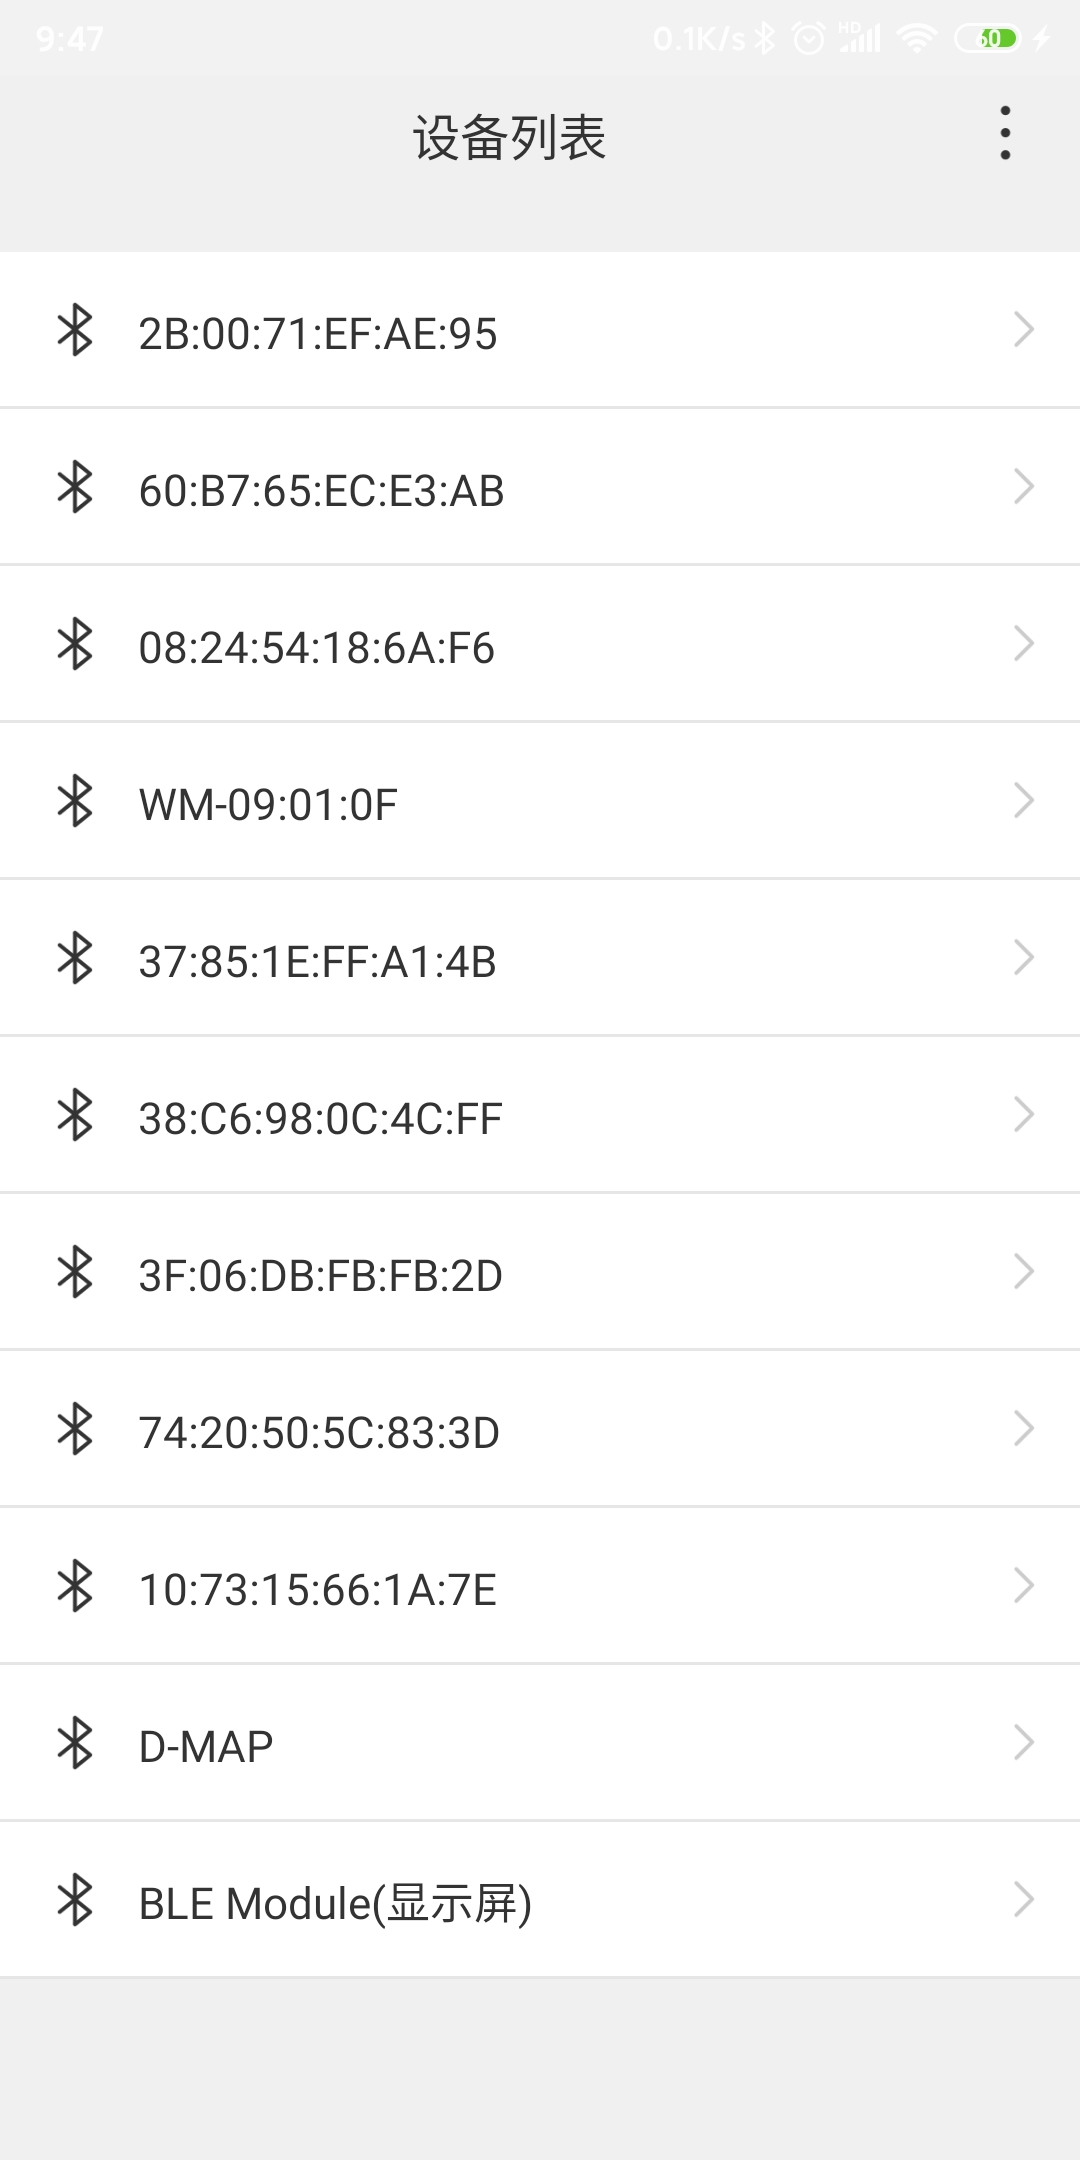 9:47
0.1K/s
HD
60
设备列表
2B:00:71:EF:AE:95
60:B7:65:EC:E3:AB
08:24:54:18:6A:F6
WM-09:01:0F
37:85:1E:FF:A1:4B
38:C6:98:0C:4C:FF
3F:06:DB:FB:FB:2D
74:20:50:5C:83:3D
10:73:15:66:1A:7E
D-MAP
BLE Module(显示屏)